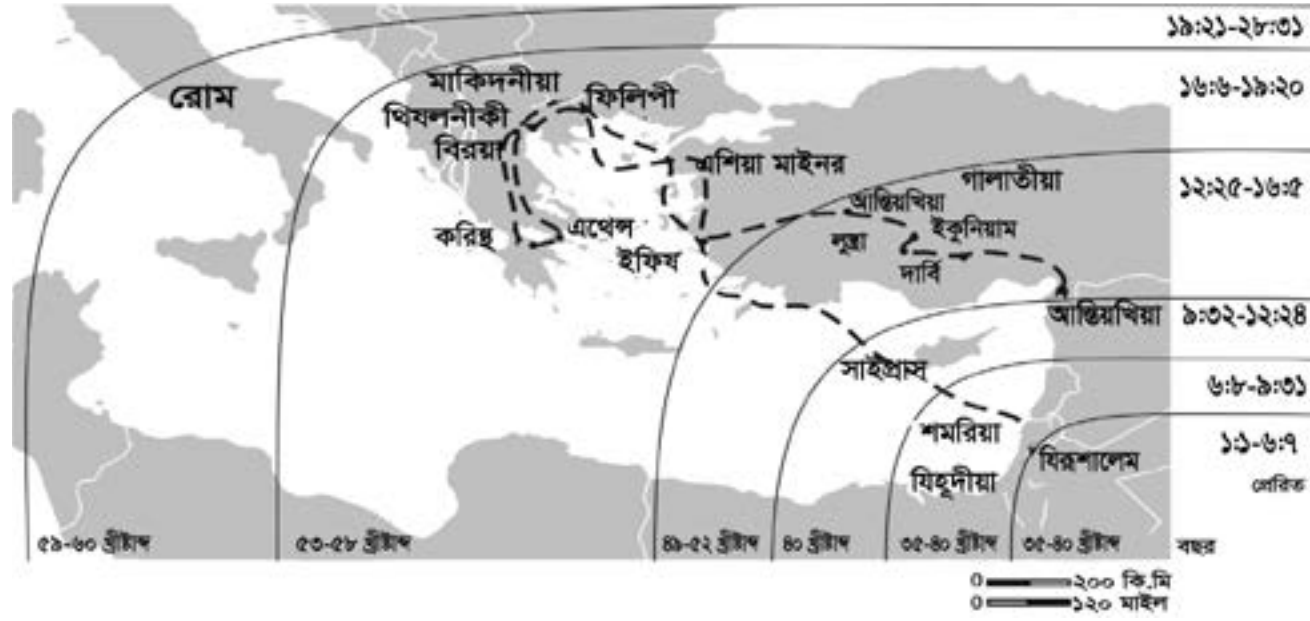 ১৯:২১-২৮:৩১
মাকিদনীয়া
ফিলিপী
১৬:৬-১৯:২০
রোম
থিষলনীকী
বিরয়া
এশিয়া মাইনর
গালাতীয়া
১২:২৫-১৬:৫
আন্তিয়খিয়া
করিন্থ
এথেন্স
লুস্ত্রা
ইকুনিয়াম
ইফিষ
দার্বি
আন্তিয়খিয়া
৯:৩২-১২:২৪
সাইপ্রাস
৬:৮-৯:৩১
শমরিয়া
১:১-৬:৭
যিরূশালেম
যিহূদীয়া
প্রেরিত
৫৯-৬০ খ্রীষ্টাব্দ
৫৩-৫৮ খ্রীষ্টাব্দ
৪৯-৫২ খ্রীষ্টাব্দ
৪০ খ্রীষ্টাব্দ
৩৫-৪০ খ্রীষ্টাব্দ
৩৫-৪০ খ্রীষ্টাব্দ
বছর
0 ২০০ কি.মি
0 ১২০ মাইল